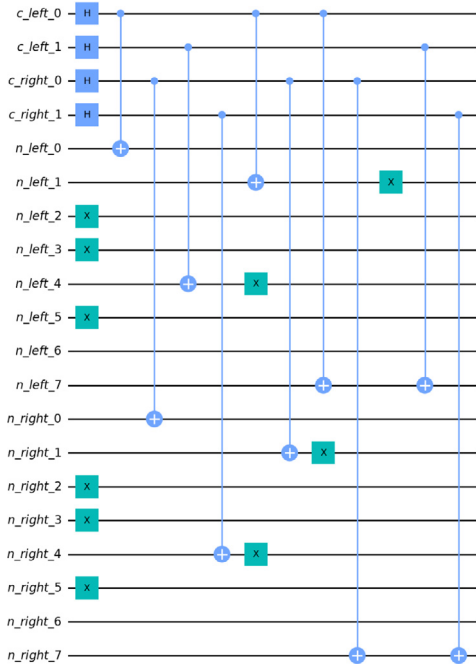 c_left_0
H
c_left_1
H
c_right_0
H
c_right_1
H
n_left_0
n_left_1
X
n_left_2
X
n_left_3
X
n_left_4
X
n_left_5
X
n_left_6
n_left_7
n_right_0
n_right_1
X
n_right_2
X
n_right_3
X
n_right_4
X
n_right_5
X
n_right_6
n_right_7